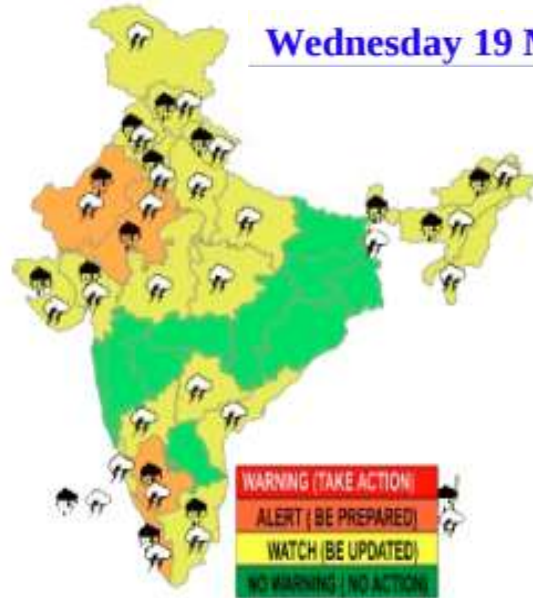 Wednesday 19 M
WARNING (TAKE ACTION)
ALERT ( BE PREPARED)
WATCH (BE UPDATED)
NO WARNING ( NO ACTION)